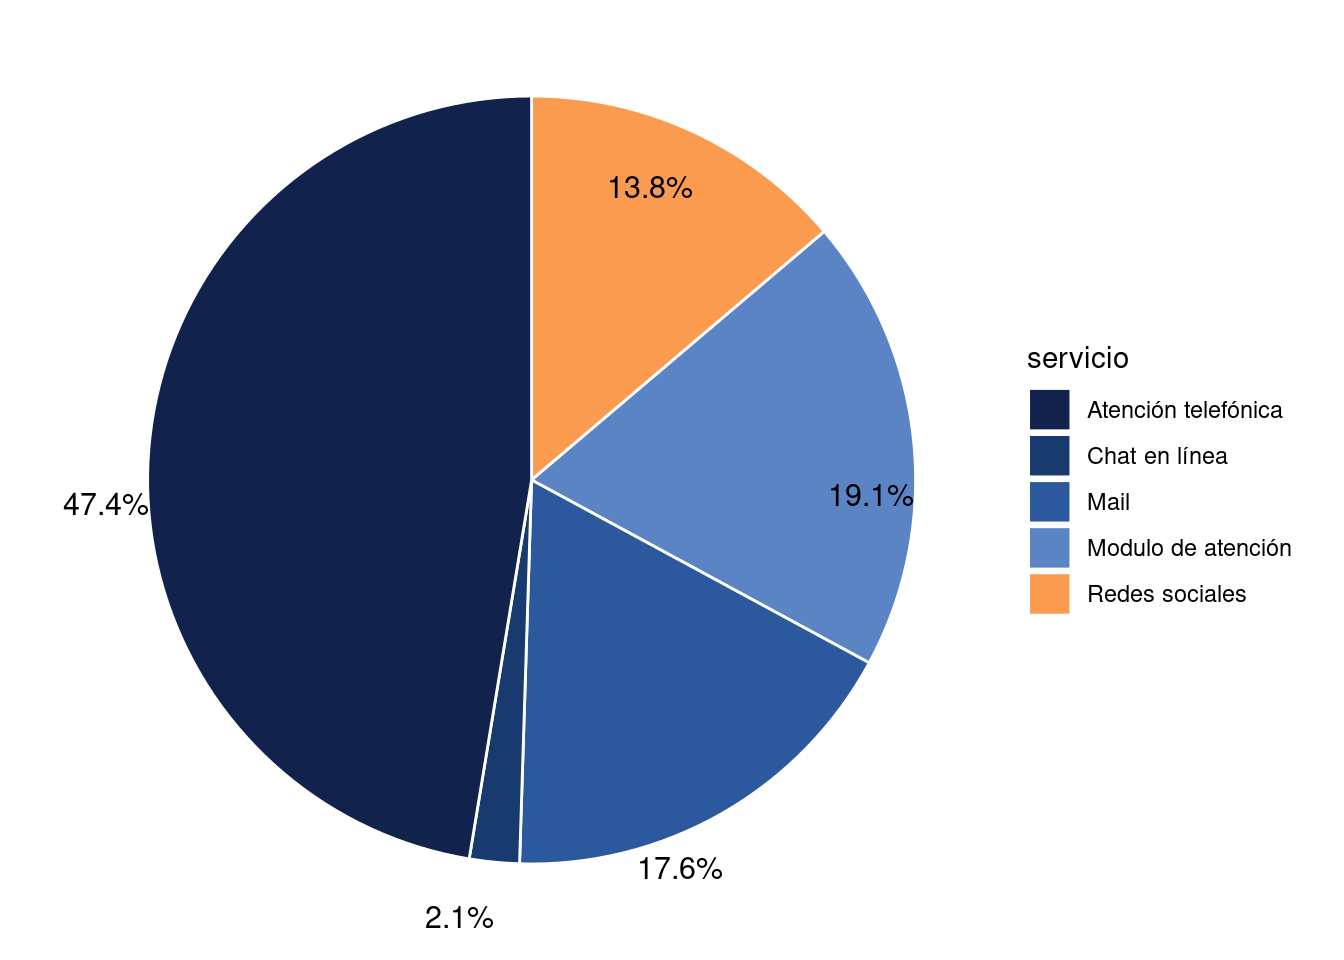 13.8%
19.1%
47.4%
17.6%
2.1%
servicio
Atención telefónica
Chat en línea
Mail
Modulo de atención
Redes sociales